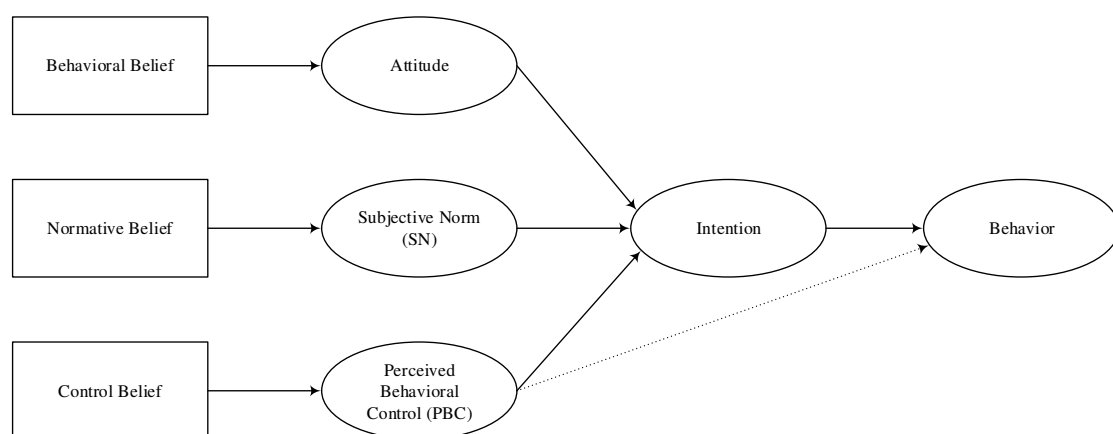 Behavioral Belief
Attitude
Normative Belief
Subjective Norm
(SN)
Intention
Behavior
Control Belief
Perceived
Behavioral
Control (PBC)